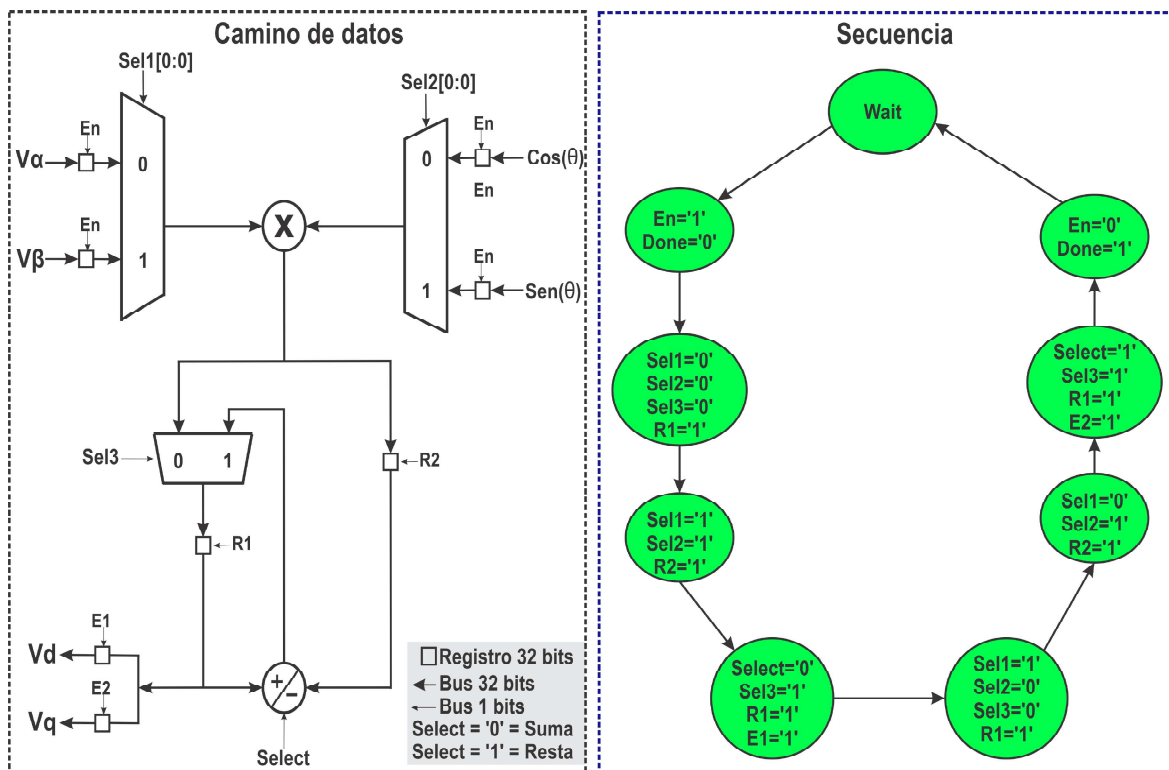 Camino de datos
Sel1[0:0]
Sel2[0:0]
En
Vα
0
En
Vβ
1
X
0
En
Cos(θ)
En
En
1
Sen(θ)
Sel3
0 1
R2
R1
E1
Vd
E2
Vq
+
-
Select
Registro 32 bits
Bus 32 bits
Bus 1 bits
Select = '0' = Suma
Select = '1' = Resta
Secuencia
Wait
En='1'
Done='0'
Sel1='0'
Sel2='0'
Sel3='0'
R1='1'
Sel1='1'
Sel2='1'
R2='1'
Select='0'
Sel3='1'
R1='1'
E1='1'
Sel1='1'
Sel2='0'
Sel3='0'
R1='1'
Sel1='0'
Sel2='1'
R2='1'
Select='1'
Sel3='1'
R1='1'
E2='1'
En='0'
Done='1'